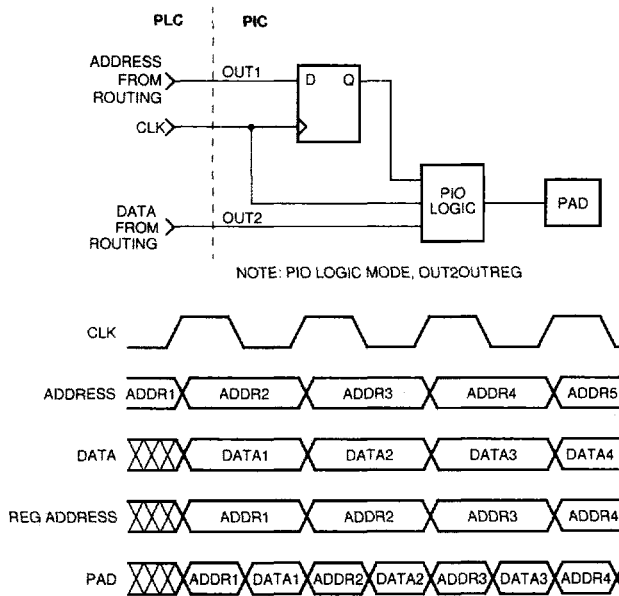 PLC PIC
ADDRESS
FROM
ROUTING
OUT1
D Q
CLK
PIO
LOGIC
PAD
DATA
FROM
ROUTING
OUT2
NOTE: PIO LOGIC MODE, OUT2OUTREG
CLK
ADDRESS ADDR1 ADDR2 ADDR3 ADDR4 ADDR5
DATA DATA1 DATA2 DATA3 DATA4
REG ADDRESS ADDR1 ADDR2 ADDR3 ADDR4
PAD ADDR1 DATA1 ADDR2 DATA2 ADDR3 DATA3 ADDR4